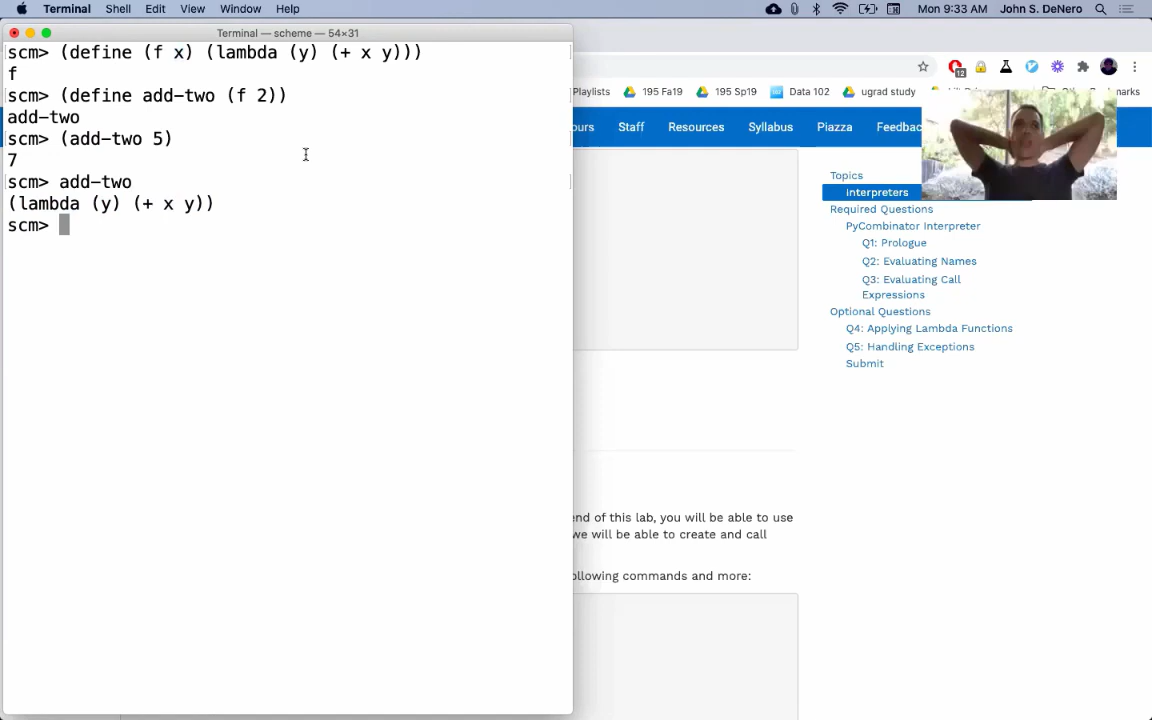 Terminal Shell Edit View Window Help Mon 9:33 AM John S. DeNero
Terminal — scheme — 54×31
scm> (define (f x) (lambda (y) (+ x y)))
f
scm> (define add-two (f 2))
add-two
scm> (add-two 5)
7
scm> add-two
(lambda (y) (+ x y))
scm>
12
Playlists 195 Fa19 195 Sp19 Data 102 ugrad study
Staff Resources Syllabus Piazza
Topics
Interpreters
Required Questions
PyCombinator Interpreter
Q1: Prologue
Q2: Evaluating Names
Q3: Evaluating Call
Expressions
Optional Questions
Q4: Applying Lambda Functions
Q5: Handling Exceptions
Submit
end of this lab, you will be able to use
we will be able to create and call
ollowing commands and more: